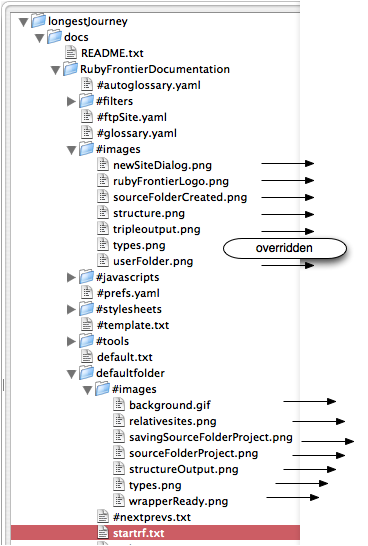 longestJourney
docs
README.txt
RubyFrontierDocumentation
#autoglossary.yaml
#filters
#ftpSite.yaml
#glossary.yaml
#images
newSiteDialog.png
rubyFrontierLogo.png
sourceFolderCreated.png
structure.png
tripleoutput.png
types.png overridden
userFolder.png
#javascripts
#prefs.yaml
#stylesheets
#template.txt
#tools
default.txt
defaultfolder
#images
background.gif
relativesites.png
savingSourceFolderProject.png
sourceFolderProject.png
structureOutput.png
types.png
wrapperReady.png
#nextprevs.txt
startrf.txt